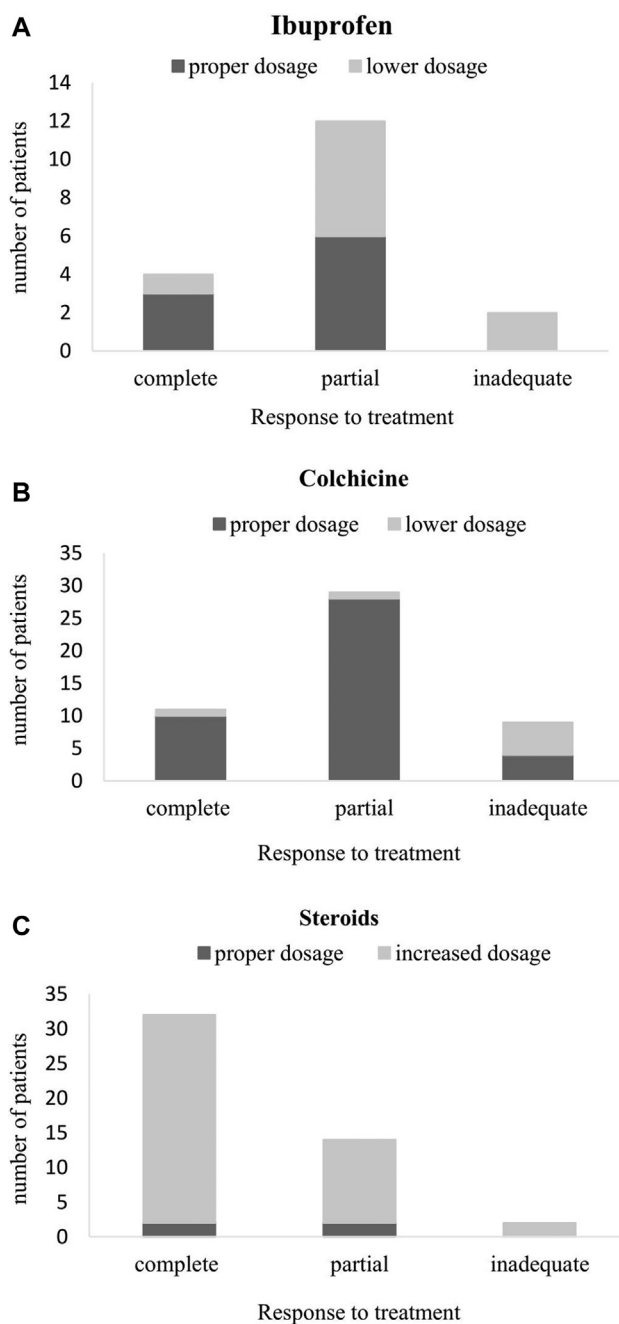 A
Ibuprofen
proper dosage lower dosage
14
12
10
8
6
4
2
0
number of patients
complete partial inadequate
Response to treatment
B
Colchicine
proper dosage lower dosage
35
30
25
20
15
10
5
0
number of patients
complete partial inadequate
Response to treatment
C
Steroids
proper dosage increased dosage
35
30
25
20
15
10
5
0
number of patients
complete partial inadequate
Response to treatment